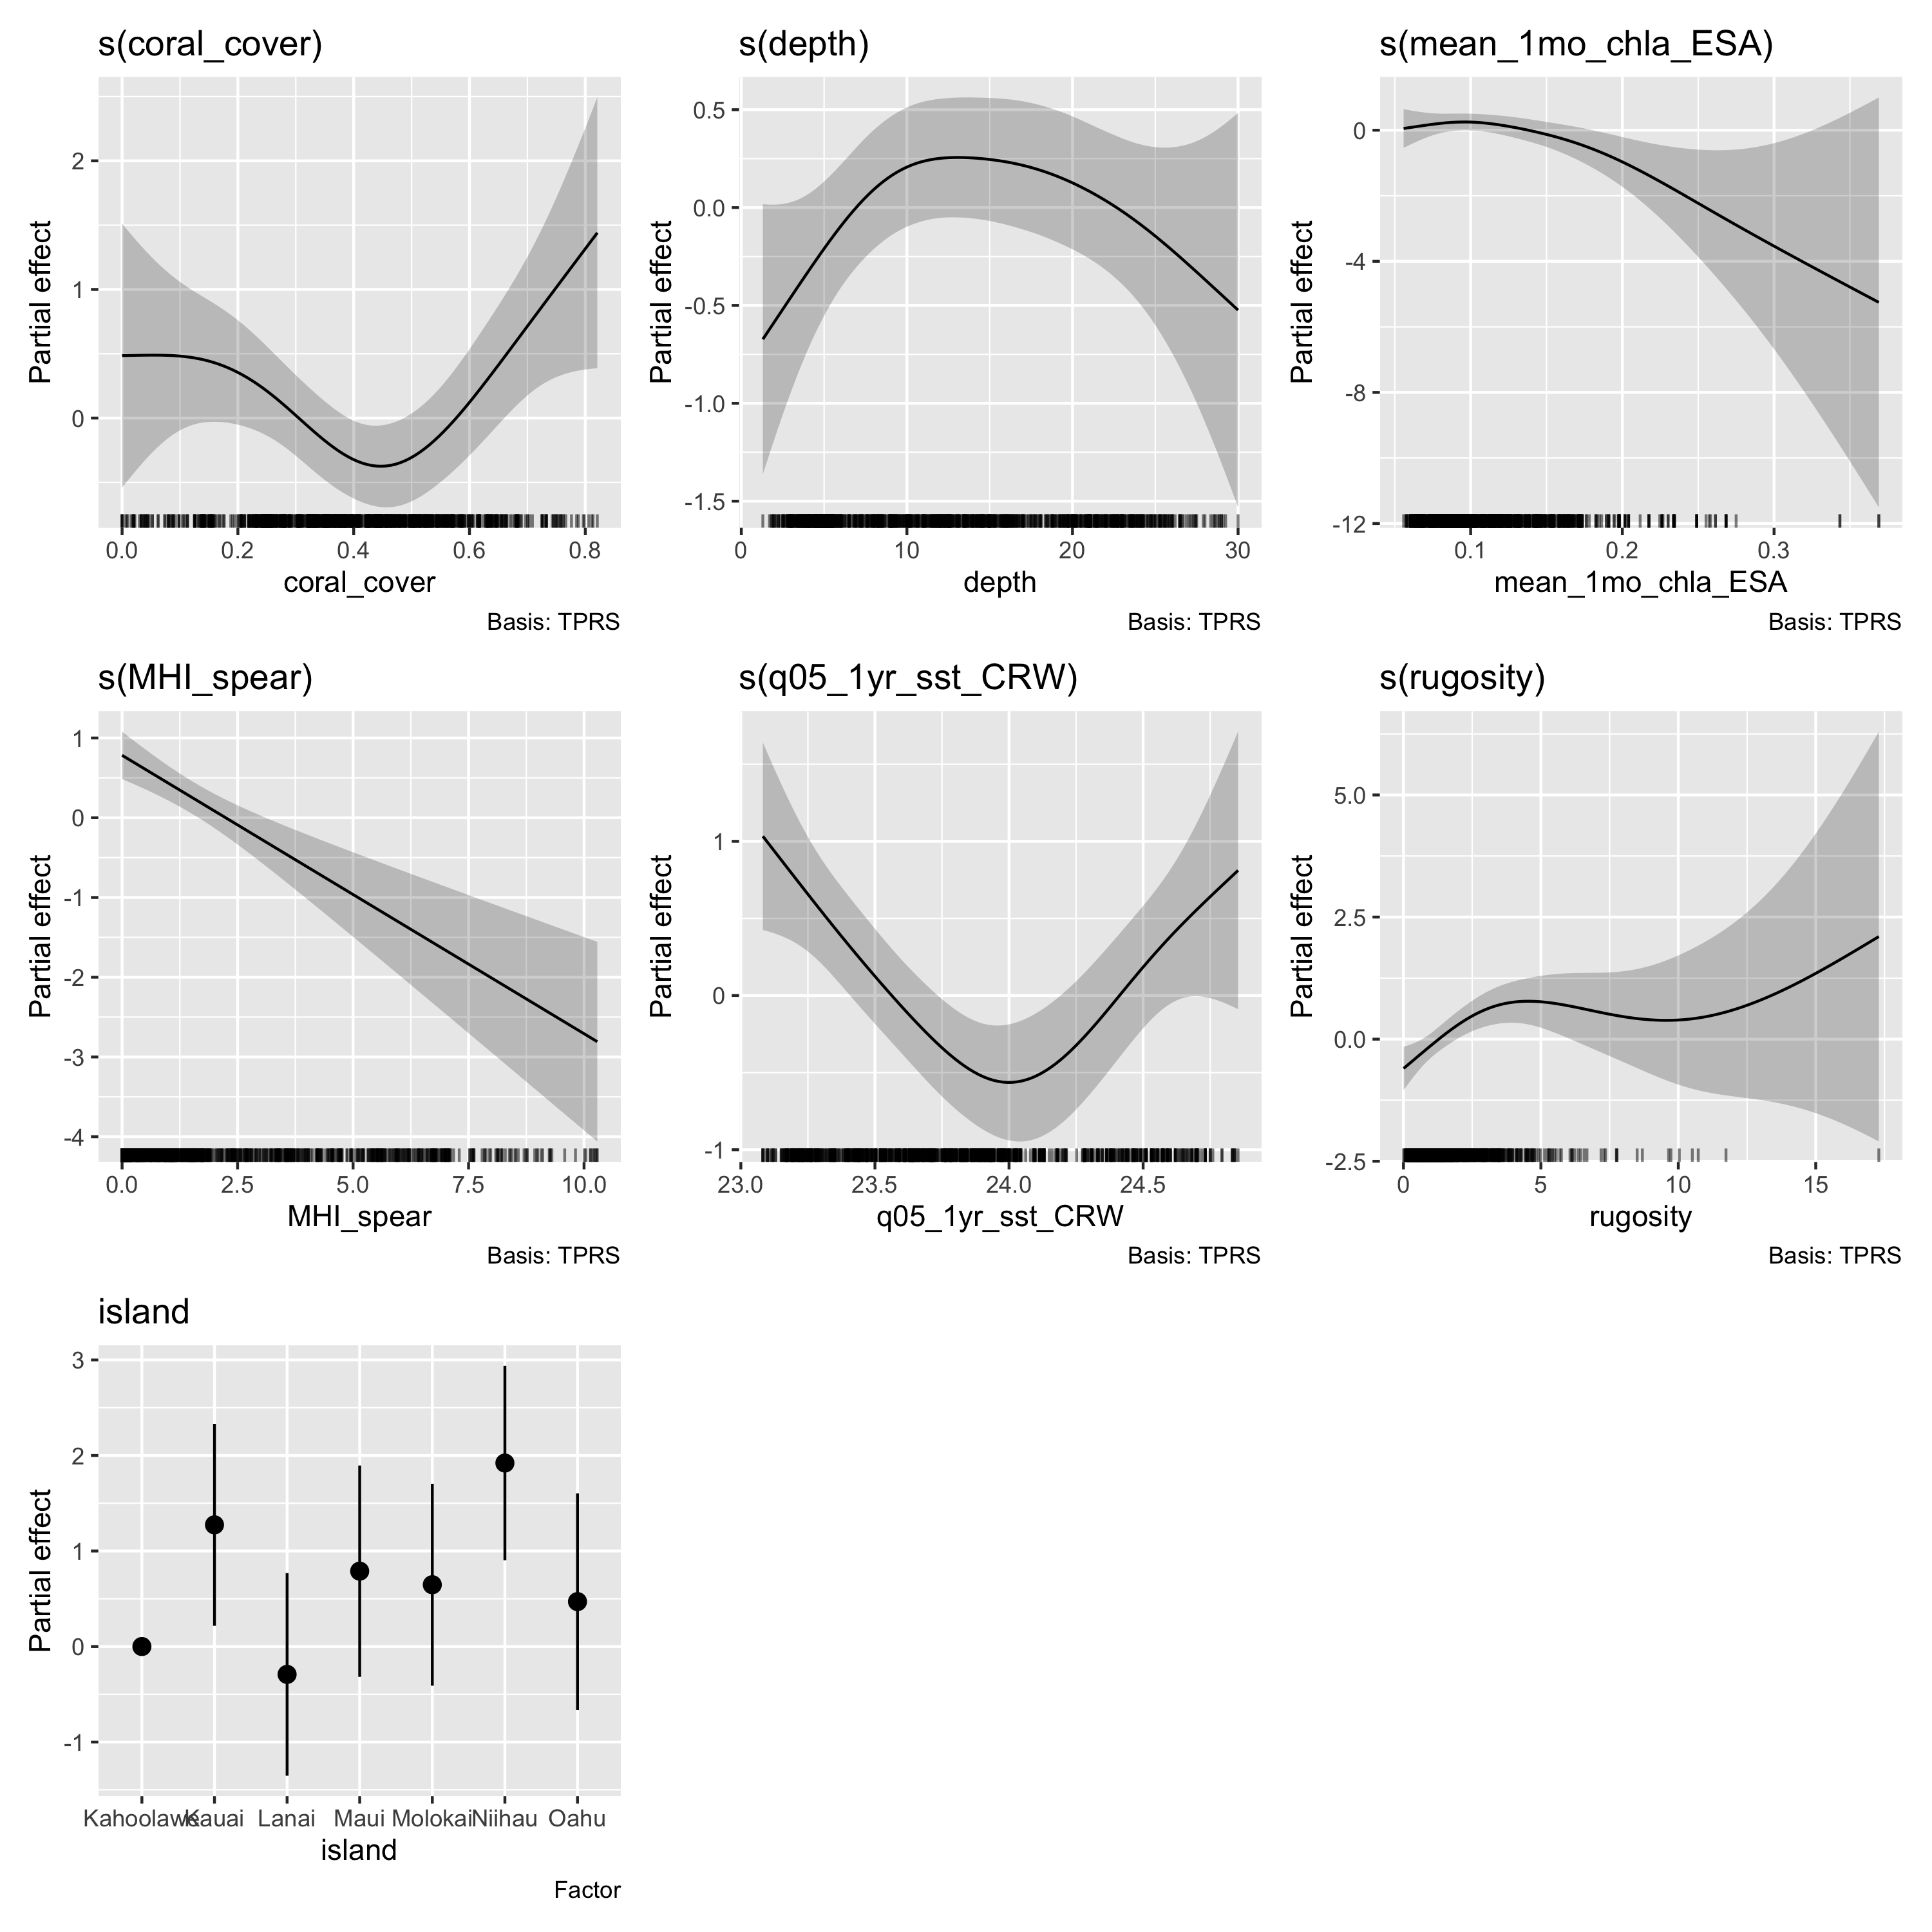 s(coral_cover)
Partial effect
2
1
0
0.0 0.2 0.4 0.6 0.8
coral_cover
Basis: TPRS
s(depth)
Partial effect
0.5
0.0
-0.5
-1.0
-1.5
0 10 20 30
depth
Basis: TPRS
s(mean_1mo_chla_ESA)
Partial effect
0
-4
-8
-12
0.1 0.2 0.3
mean_1mo_chla_ESA
Basis: TPRS
s(MHI_spear)
Partial effect
1
0
-1
-2
-3
-4
0.0 2.5 5.0 7.5 10.0
MHI_spear
Basis: TPRS
s(q05_1yr_sst_CRW)
Partial effect
1
0
-1
23.0 23.5 24.0 24.5
q05_1yr_sst_CRW
Basis: TPRS
s(rugosity)
Partial effect
5.0
2.5
0.0
-2.5
0 5 10 15
rugosity
Basis: TPRS
island
Partial effect
3
2
1
0
-1
Kahoolawe Kauai Lanai Maui Molokai Niihau Oahu
island
Factor